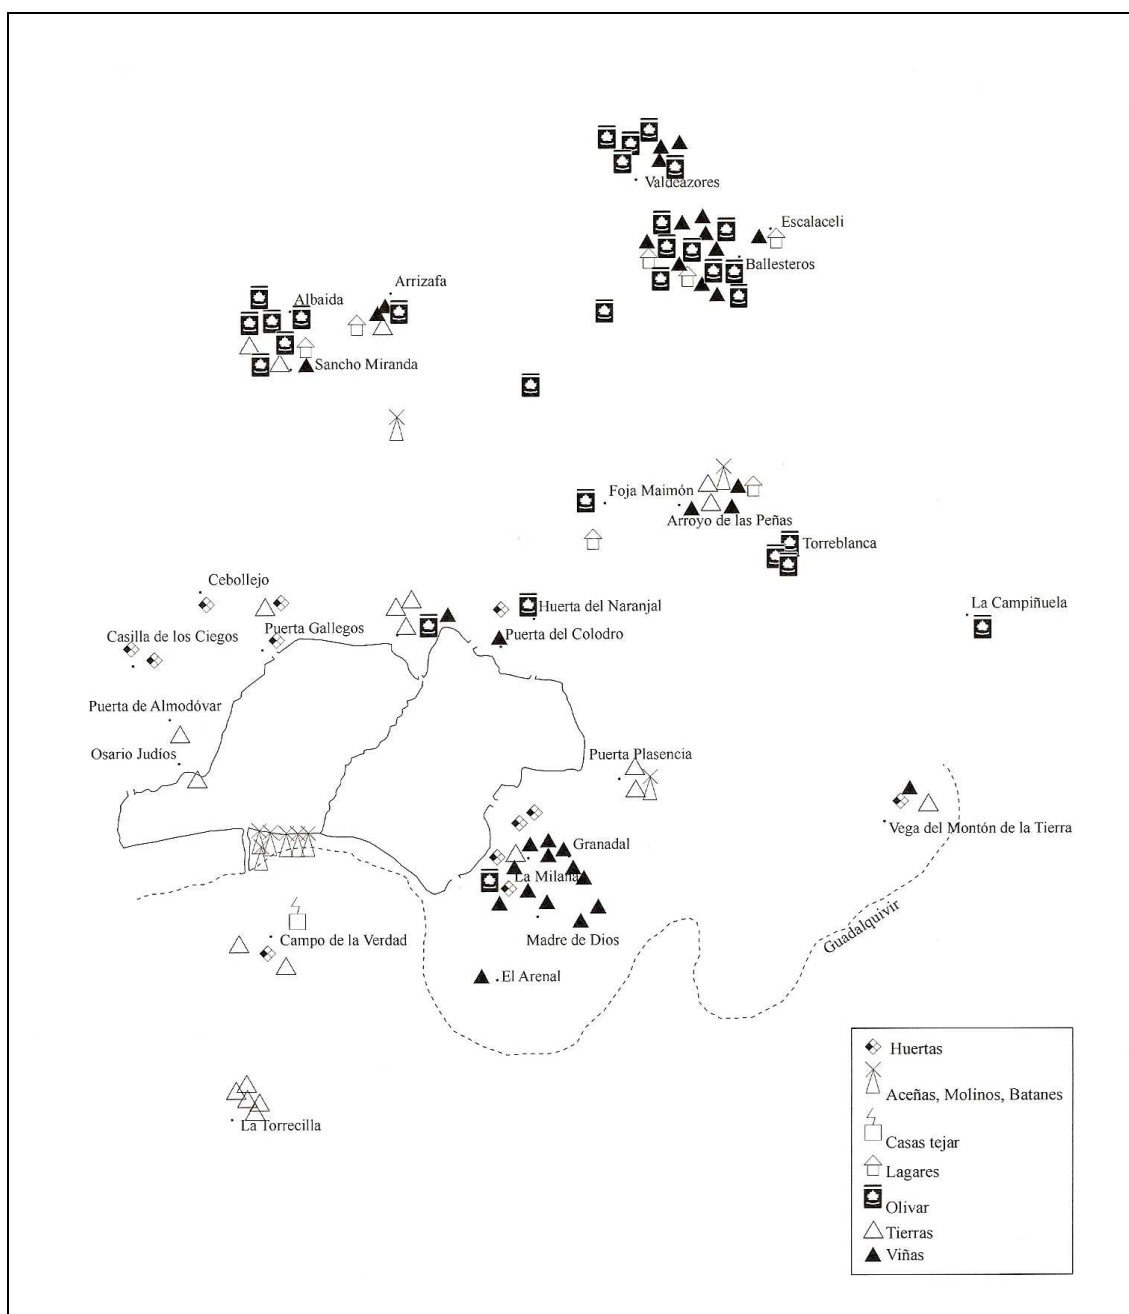 Valdeazores
Escalaceli
Ballesteros
Arrizafa
Albaida
Sancho Miranda
Foja Maimón
Arroyo de las Peñas
Torreblanca
Cebollejo
Huerta del Naranjal
La Campiñuela
Casilla de los Ciegos
Puerta Gallegos
Puerta del Colodro
Puerta de Almodóvar
Osario Judíos
Puerta Plasencia
Vega del Montón de la Tierra
Granadal
La Milana
Guadalquivir
Campo de la Verdad
Madre de Dios
El Arenal
La Torrecilla
Huertas
Aceñas, Molinos, Batanes
Casas tejar
Lagares
Olivar
Tierras
Viñas